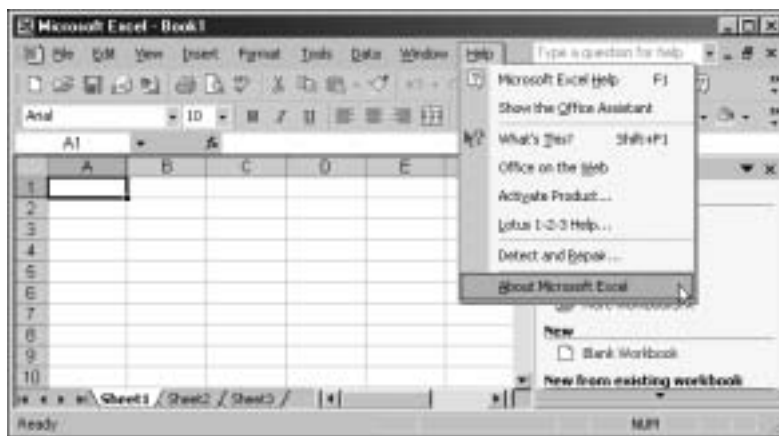 Microsoft Excel - Book1
File Edit View Insert Format Tools Data Window Help Type a question for help
Arial 10 B I U
A1 fx
A B C D E
1
2
3
4
5
6
7
8
9
10
Microsoft Excel Help F1
Show the Office Assistant
What's This? Shift+F1
Office on the Web
Activate Product...
Lotus 1-2-3 Help...
Detect and Repair...
About Microsoft Excel
New
Blank Workbook
New from existing workbook
Sheet1 Sheet2 Sheet3
Ready NUM